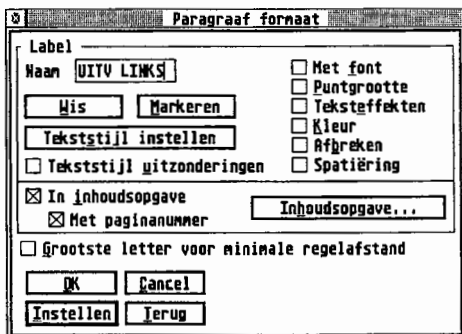 Paragraaf formaat
Label
Naam UITV LINKS
Wis Markeren
Tekststijl instellen
Tekststijl uitzonderingen
Met font
Puntgrootte
Teksteffekten
Kleur
Afbreken
Spatiëring
In inhoudsopgave
Met paginanummer
Inhoudsopgave...
Grootste letter voor minimale regelafstand
OK Cancel
Instellen Terug